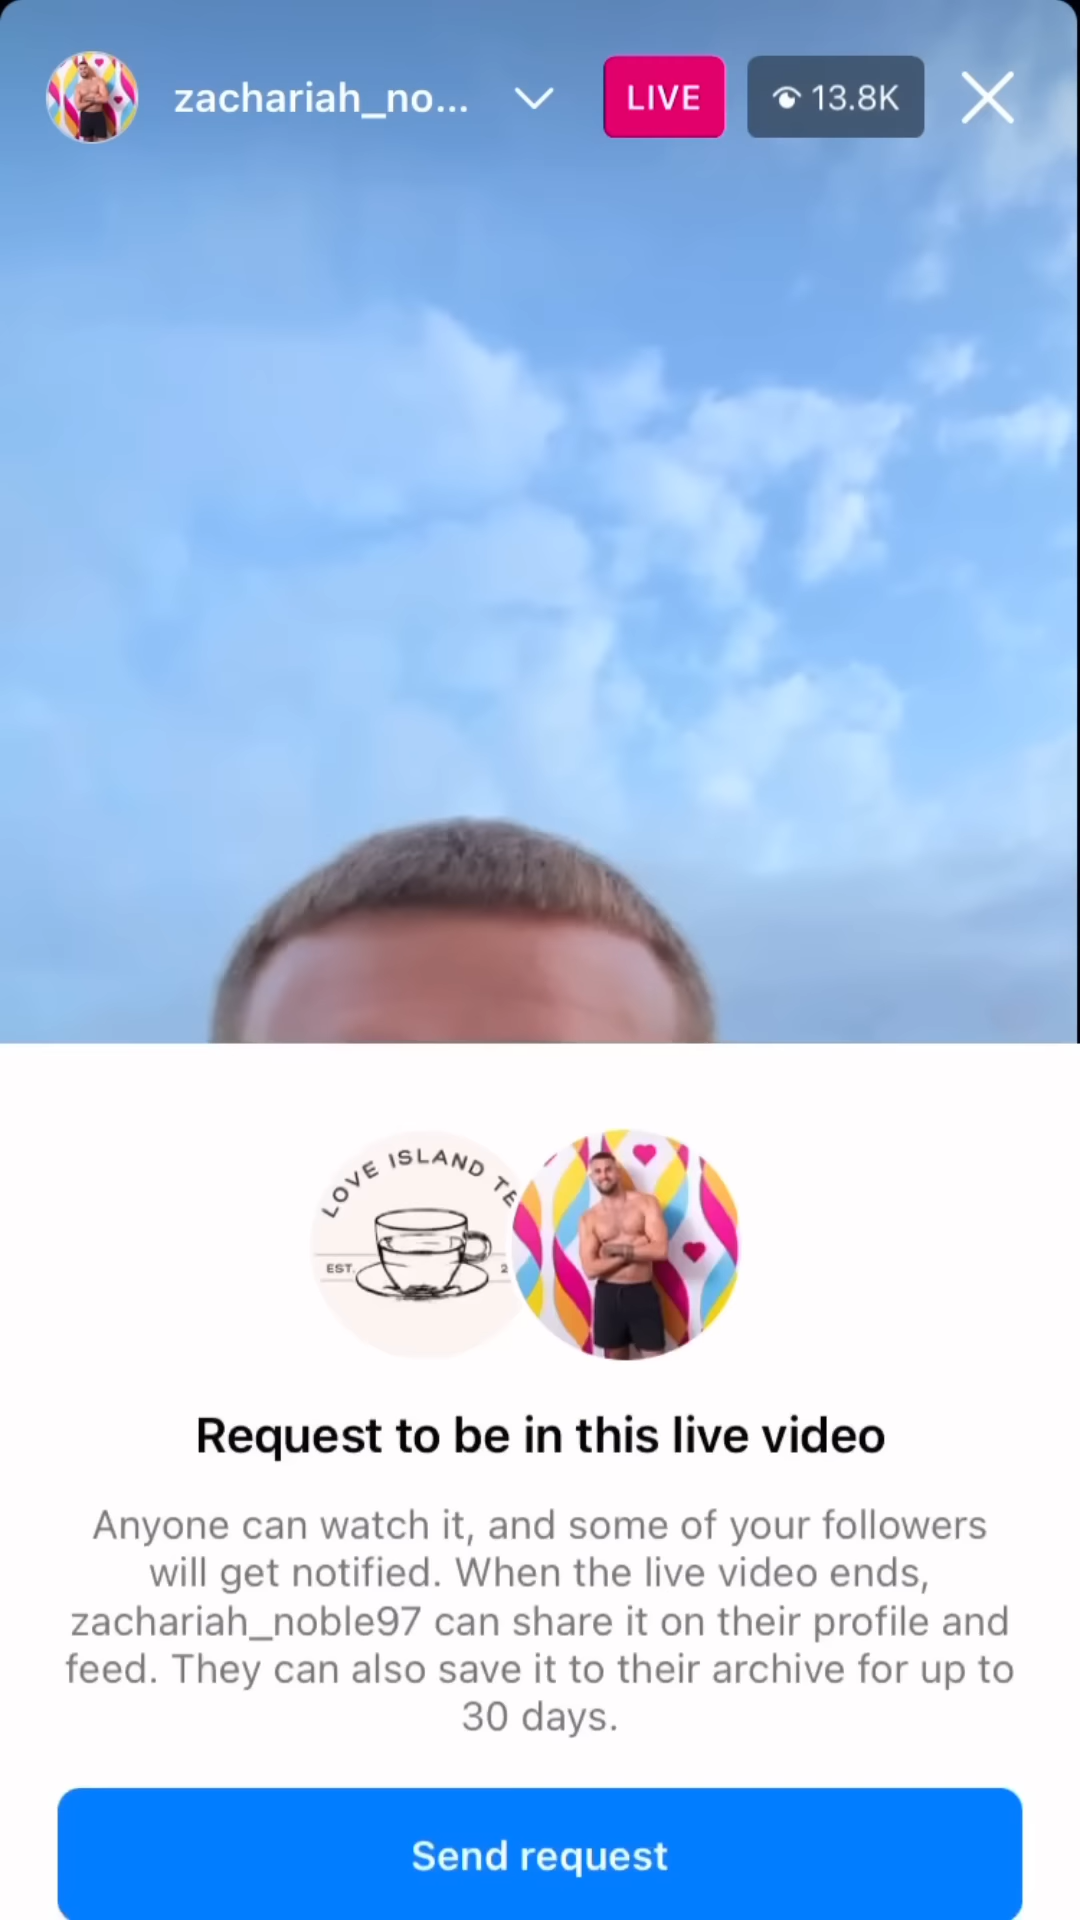 zachariah_no...
LIVE
13.8K
LOVE ISLAND TE
EST.
2
Request to be in this live video
Anyone can watch it, and some of your followers
will get notified. When the live video ends,
zachariah_noble97 can share it on their profile and
feed. They can also save it to their archive for up to
30 days.
Send request